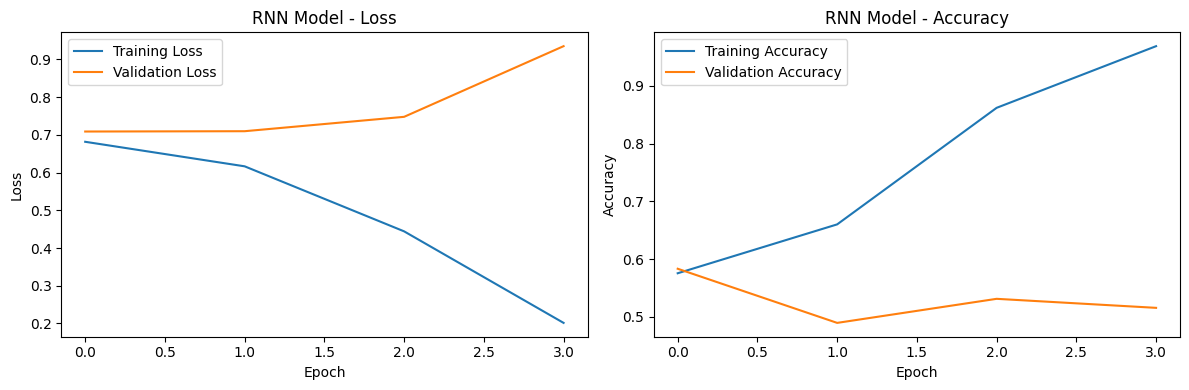 RNN Model - Loss
Training Loss
Validation Loss
0.9
0.8
0.7
0.6
0.5
0.4
0.3
0.2
Loss
0.0 0.5 1.0 1.5 2.0 2.5 3.0
Epoch
RNN Model - Accuracy
Training Accuracy
Validation Accuracy
0.9
0.8
0.7
0.6
0.5
Accuracy
0.0 0.5 1.0 1.5 2.0 2.5 3.0
Epoch